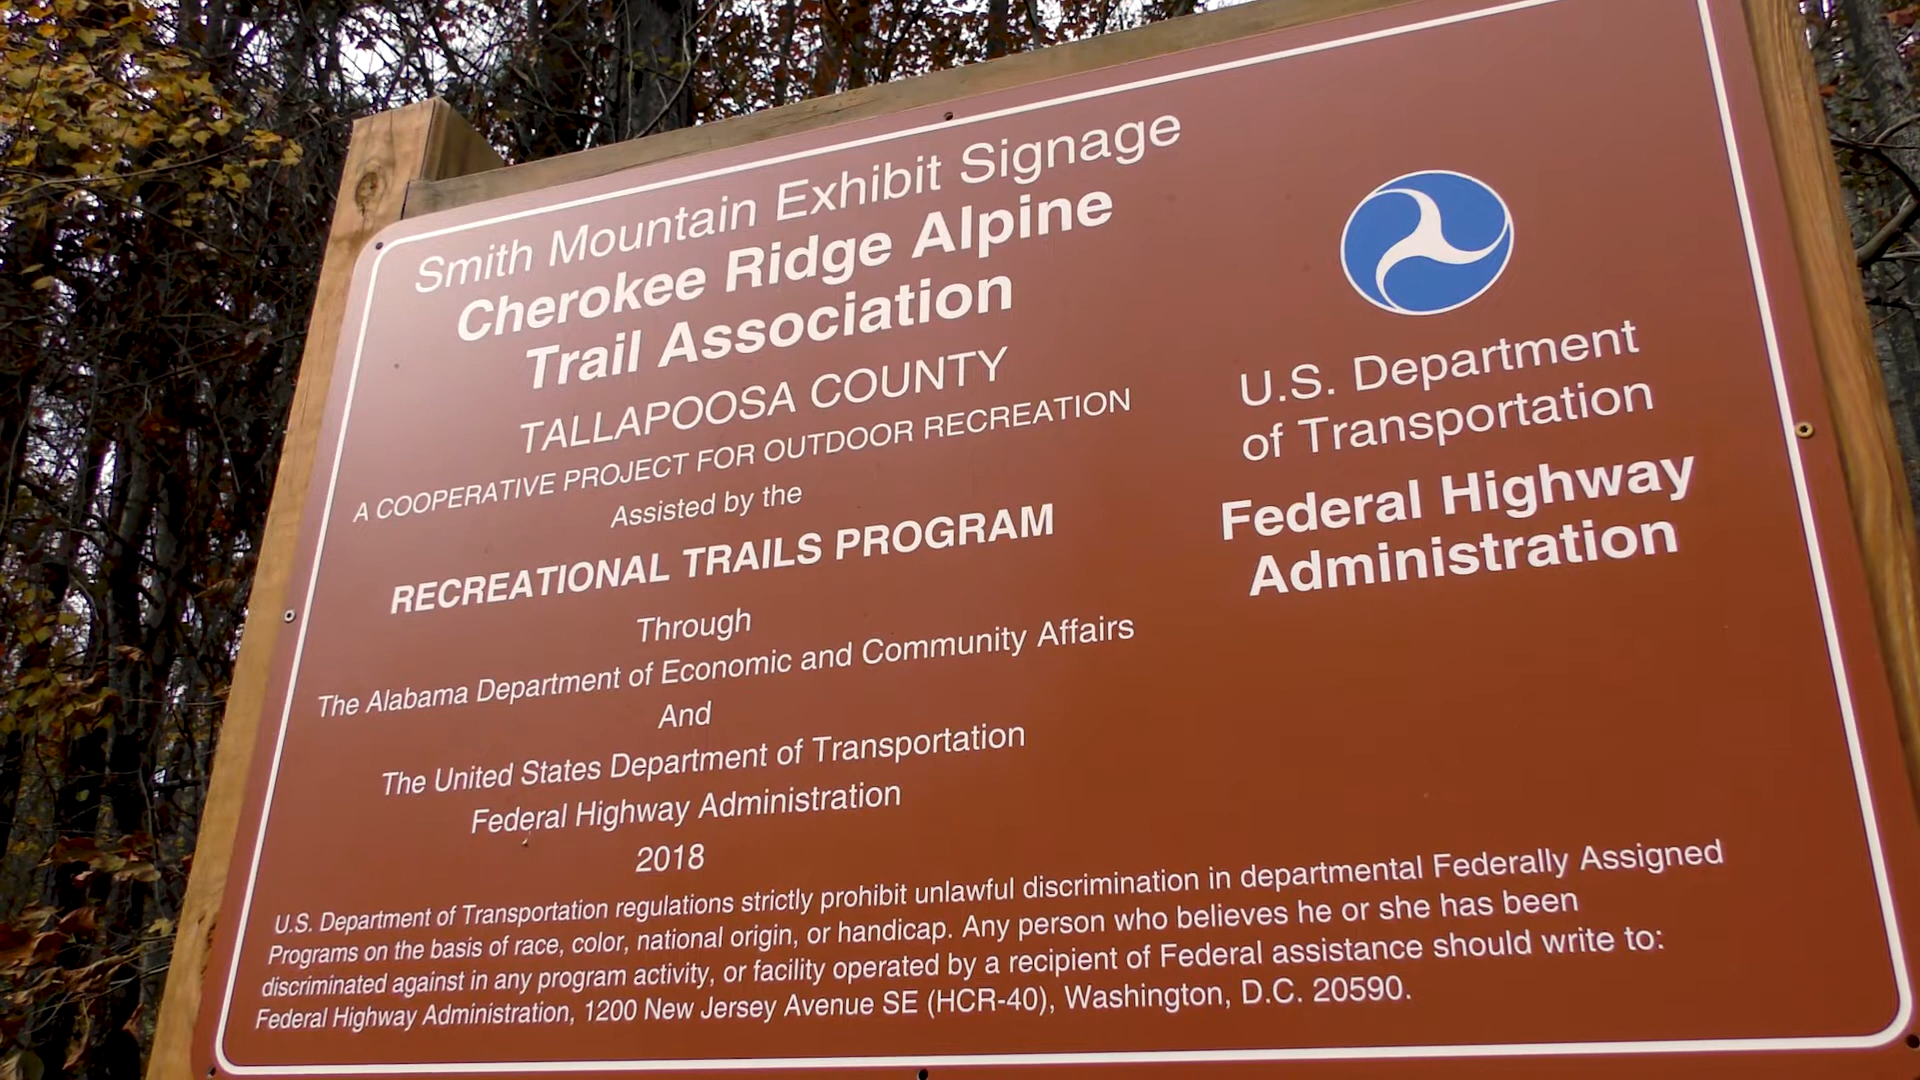 Smith Mountain Exhibit Signage
Cherokee Ridge Alpine
Trail Association
TALLAPOOSA COUNTY
A COOPERATIVE PROJECT FOR OUTDOOR RECREATION
Assisted by the
RECREATIONAL TRAILS PROGRAM
Through
The Alabama Department of Economic and Community Affairs
And
The United States Department of Transportation
Federal Highway Administration
2018
U.S. Department
of Transportation
Federal Highway
Administration
U.S. Department of Transportation regulations strictly prohibit unlawful discrimination in departmental Federally Assigned
Programs on the basis of race, color, national origin, or handicap. Any person who believes he or she has been
discriminated against in any program activity, or facility operated by a recipient of Federal assistance should write to:
Federal Highway Administration, 1200 New Jersey Avenue SE (HCR-40), Washington, D.C. 20590.